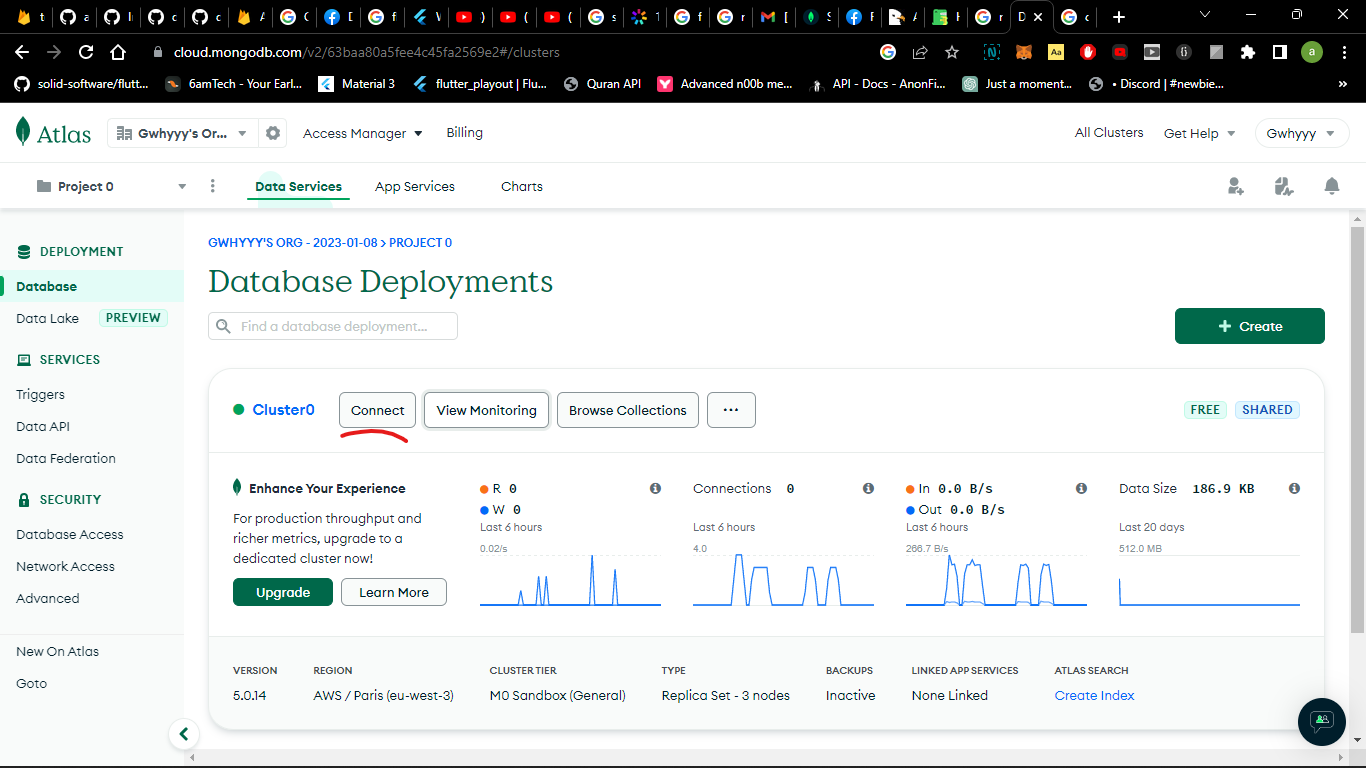 cloud.mongodb.com/v2/63baa80a5fee4c45fa2569e2#/clusters
solid-software/flutt...
6amTech - Your Earl...
Material 3
flutter_playout | Flu...
Quran API
Advanced n00b me...
API - Docs - AnonFi...
Just a moment...
• Discord | #newbie...
»
Atlas
Gwhyyy's Or...
Access Manager
Billing
All Clusters
Get Help
Gwhyyy
Project 0
Data Services
App Services
Charts
DEPLOYMENT
Database
Data Lake PREVIEW
SERVICES
Triggers
Data API
Data Federation
SECURITY
Database Access
Network Access
Advanced
New On Atlas
Goto
GWHYYY'S ORG - 2023-01-08 > PROJECT 0
Database Deployments
Find a database deployment...
+ Create
Cluster0
Connect
View Monitoring
Browse Collections
...
FREE
SHARED
Enhance Your Experience
For production throughput and
richer metrics, upgrade to a
dedicated cluster now!
Upgrade
Learn More
R 0
W 0
Last 6 hours
0.02/s
Connections 0
Last 6 hours
4.0
In 0.0 B/s
Out 0.0 B/s
Last 6 hours
266.7 B/s
Data Size 186.9 KB
Last 20 days
512.0 MB
VERSION
5.0.14
REGION
AWS / Paris (eu-west-3)
CLUSTER TIER
M0 Sandbox (General)
TYPE
Replica Set - 3 nodes
BACKUPS
Inactive
LINKED APP SERVICES
None Linked
ATLAS SEARCH
Create Index